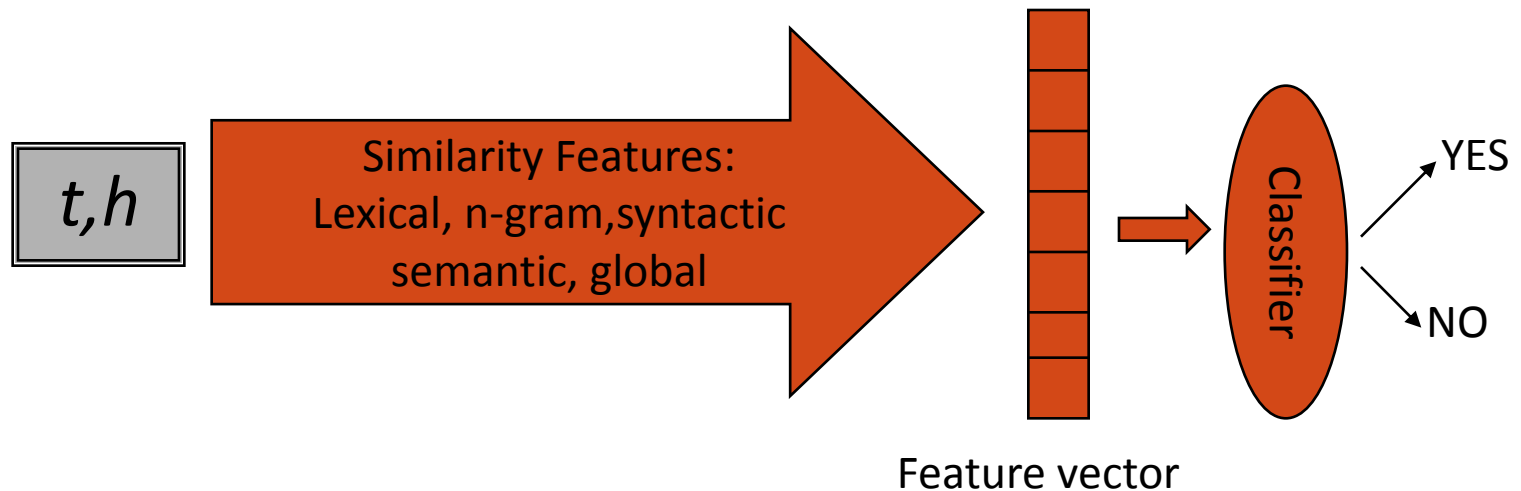 t,h
Similarity Features:
Lexical, n-gram,syntactic
semantic, global
Classifier
YES
NO
Feature vector